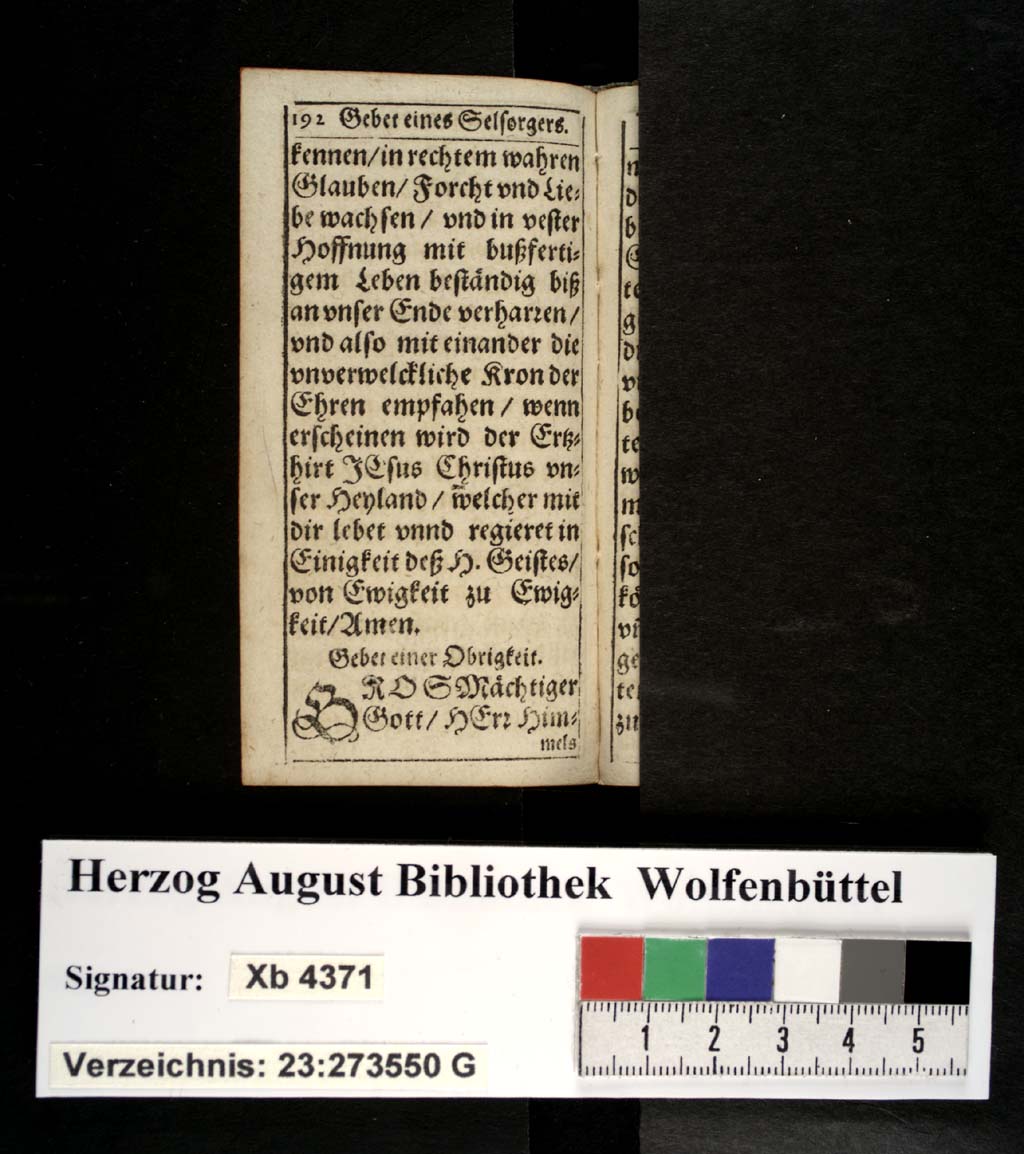 192 Gebet eines Selsorgers.
kennen/in rechtem wahren
Glauben/ Forcht vnd Lie-
be wachsen / vnd in vester
Hoffnung mit bußferti-
gem Leben beständig biß
an vnser Ende verharren/
vnd also mit einander die
vnverwelckliche Kron der
Ehren empfahen / wenn
erscheinen wird der Ertz-
hirt JEsus Christus vn-
ser Heyland / welcher mit
dir lebet vnnd regieret in
Einigkeit deß H. Geistes/
von Ewigkeit zu Ewig-
keit/Amen.
Gebet einer Obrigkeit.
GROSMächtiger
Gott/ HErr Him-
mels
Herzog August Bibliothek Wolfenbüttel
Signatur: Xb 4371
Verzeichnis: 23:273550 G
1 2 3 4 5